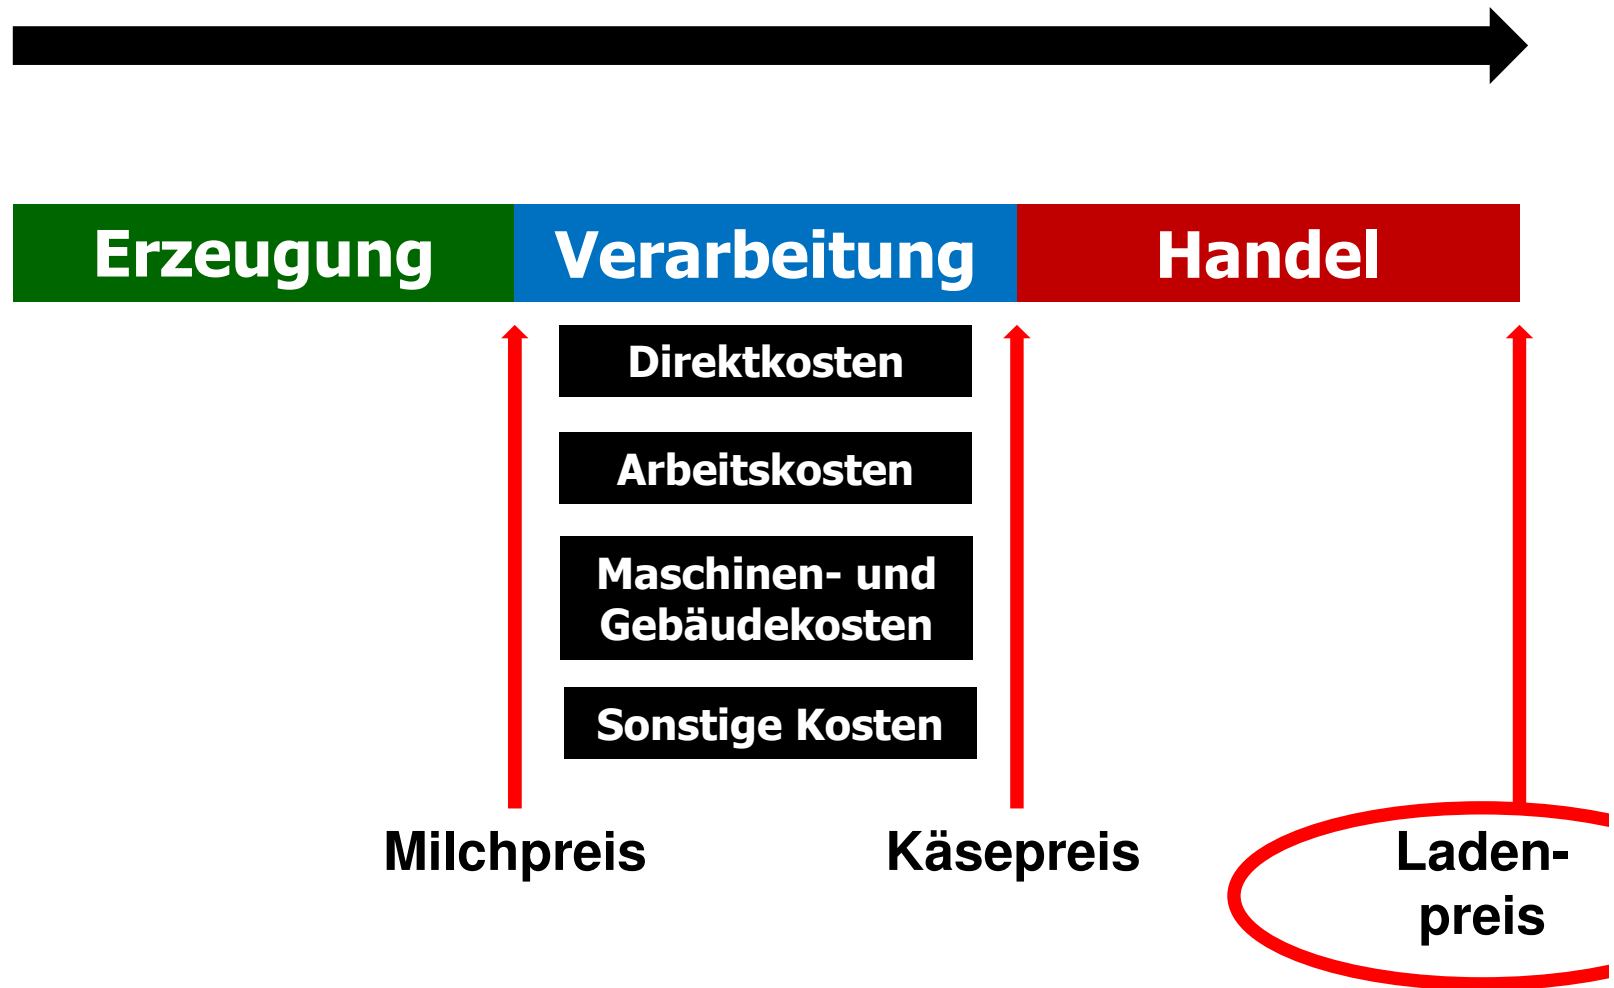 Erzeugung
Verarbeitung
Handel
Direktkosten
Arbeitskosten
Maschinen- und
Gebäudekosten
Sonstige Kosten
Milchpreis
Käsepreis
Laden-
preis